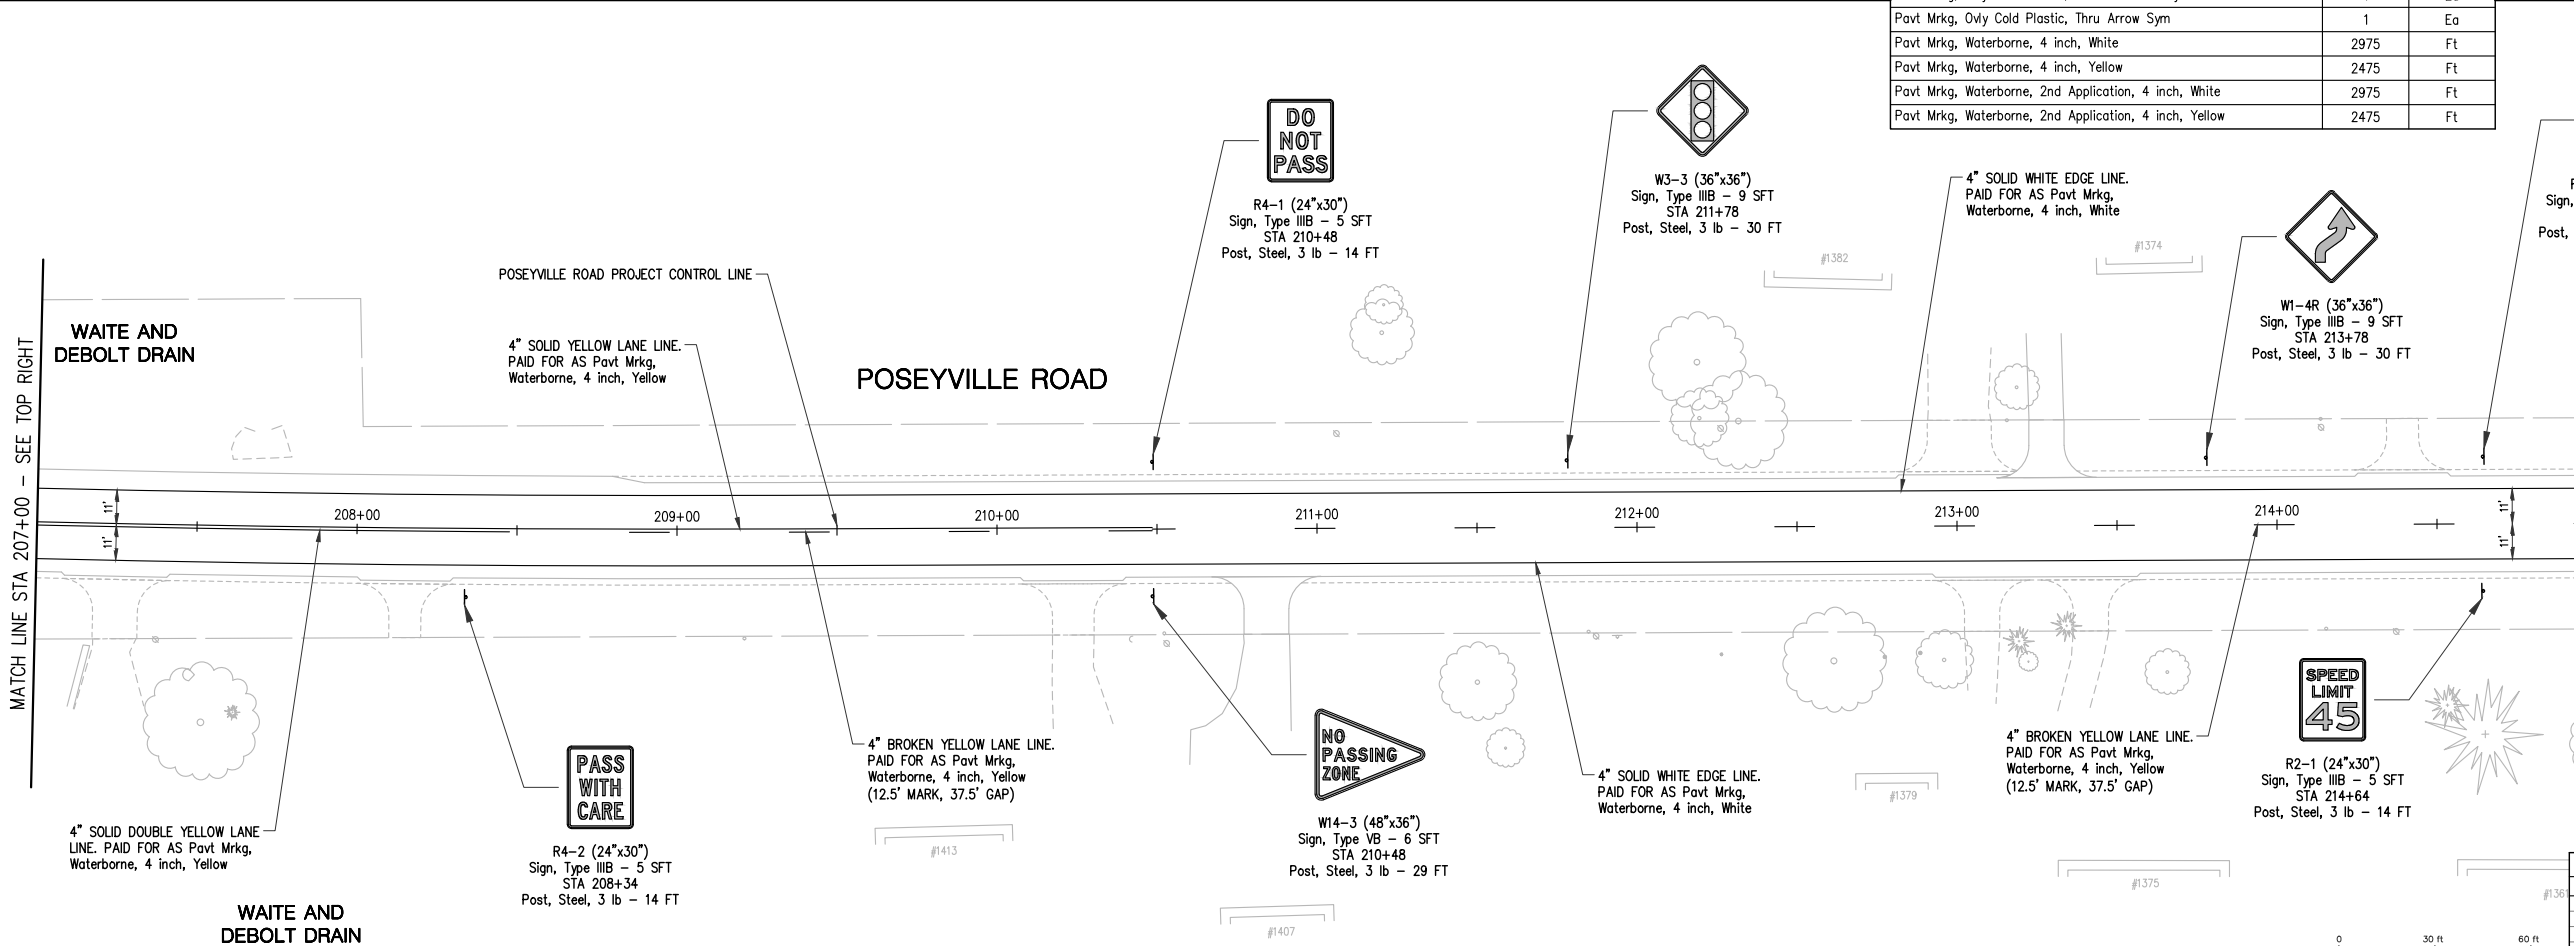 Pavt Mrkg, Ovly Cold Plastic, Thru Arrow Sym 1 Ea
Pavt Mrkg, Waterborne, 4 inch, White 2975 Ft
Pavt Mrkg, Waterborne, 4 inch, Yellow 2475 Ft
Pavt Mrkg, Waterborne, 2nd Application, 4 inch, White 2975 Ft
Pavt Mrkg, Waterborne, 2nd Application, 4 inch, Yellow 2475 Ft
DO
NOT
PASS
R4-1 (24"x30")
Sign, Type IIIB - 5 SFT
STA 210+48
Post, Steel, 3 lb - 14 FT
W3-3 (36"x36")
Sign, Type IIIB - 9 SFT
STA 211+78
Post, Steel, 3 lb - 30 FT
4" SOLID WHITE EDGE LINE.
PAID FOR AS Pavt Mrkg,
Waterborne, 4 inch, White
Sign,
Post,
#1382
#1374
W1-4R (36"x36")
Sign, Type IIIB - 9 SFT
STA 213+78
Post, Steel, 3 lb - 30 FT
POSEYVILLE ROAD PROJECT CONTROL LINE
WAITE AND
DEBOLT DRAIN
4" SOLID YELLOW LANE LINE.
PAID FOR AS Pavt Mrkg,
Waterborne, 4 inch, Yellow
POSEYVILLE ROAD
MATCH LINE STA 207+00 - SEE TOP RIGHT
11'
11'
208+00
209+00
210+00
211+00
212+00
213+00
214+00
11'
11'
4" SOLID DOUBLE YELLOW LANE
LINE. PAID FOR AS Pavt Mrkg,
Waterborne, 4 inch, Yellow
PASS
WITH
CARE
R4-2 (24"x30")
Sign, Type IIIB - 5 SFT
STA 208+34
Post, Steel, 3 lb - 14 FT
4" BROKEN YELLOW LANE LINE.
PAID FOR AS Pavt Mrkg,
Waterborne, 4 inch, Yellow
(12.5' MARK, 37.5' GAP)
#1413
NO
PASSING
ZONE
W14-3 (48"x36")
Sign, Type VB - 6 SFT
STA 210+48
Post, Steel, 3 lb - 29 FT
#1407
4" SOLID WHITE EDGE LINE.
PAID FOR AS Pavt Mrkg,
Waterborne, 4 inch, White
#1379
4" BROKEN YELLOW LANE LINE.
PAID FOR AS Pavt Mrkg,
Waterborne, 4 inch, Yellow
(12.5' MARK, 37.5' GAP)
SPEED
LIMIT
45
R2-1 (24"x30")
Sign, Type IIIB - 5 SFT
STA 214+64
Post, Steel, 3 lb - 14 FT
#1375
#1361
WAITE AND
DEBOLT DRAIN
0 30 ft 60 ft